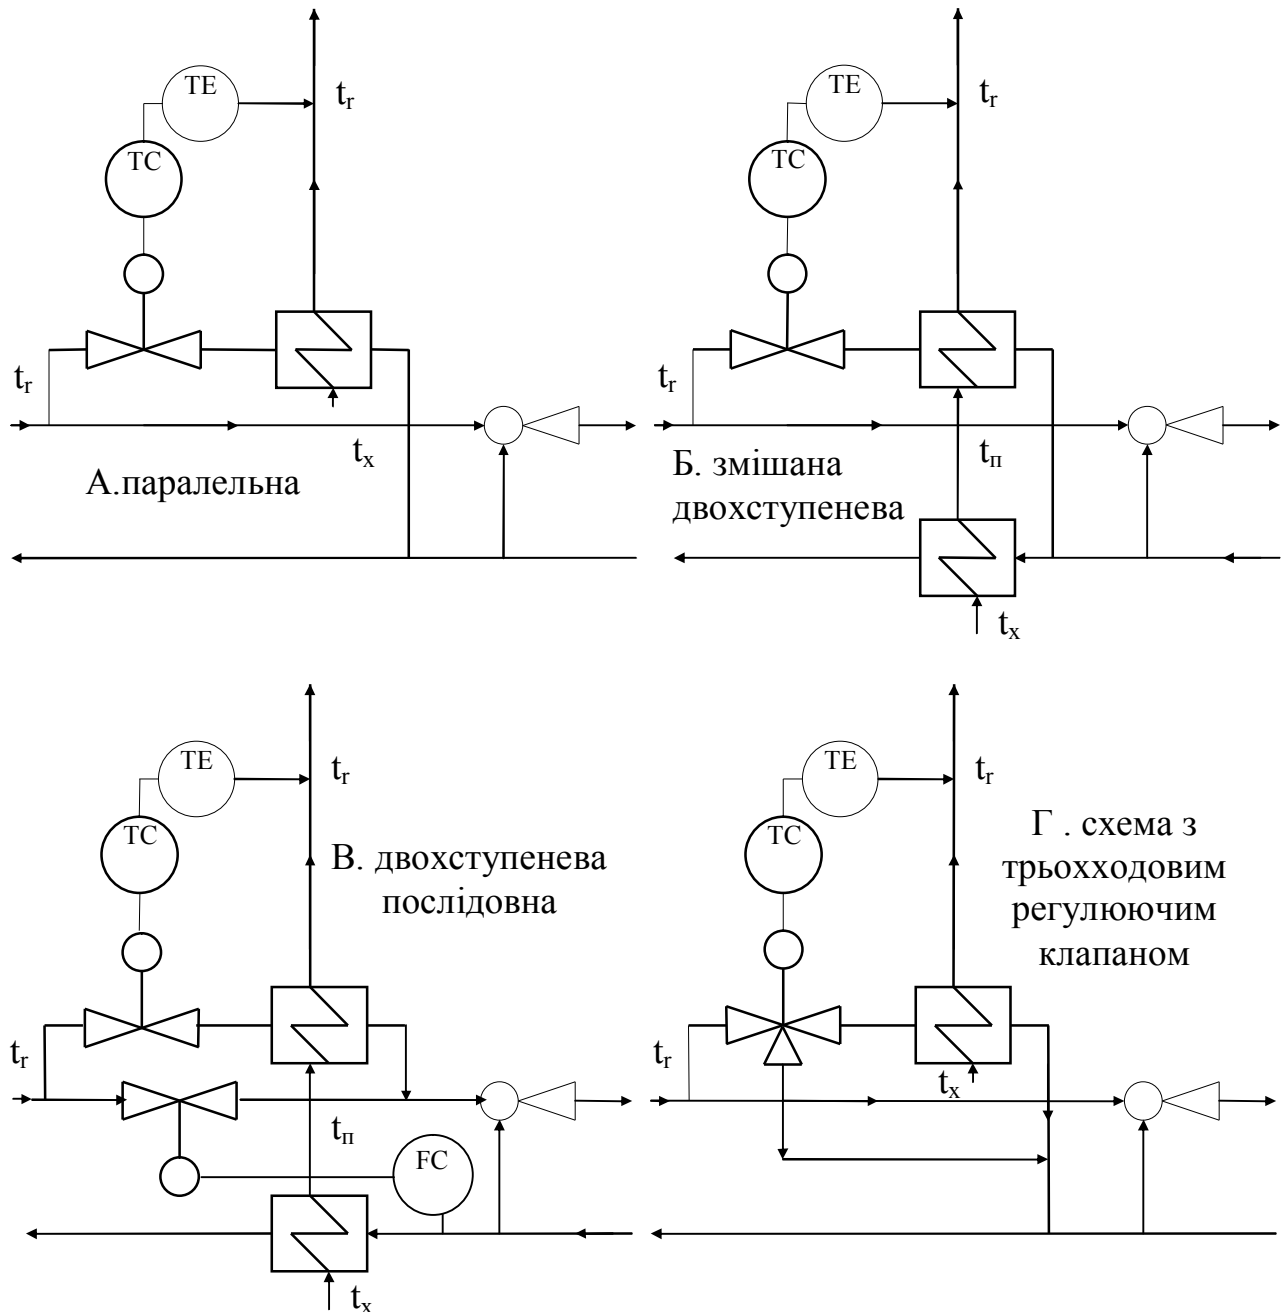 TE
tг
TC
tг
tх
А.паралельна
TE
tг
TC
tг
tп
Б. змішана
двохступенева
tх
TE
tг
TC
В. двохступенева
послідовна
tг
tп
FC
tх
TE
tг
TC
Г . схема з
трьохходовим
регулюючим
клапаном
tг
tх